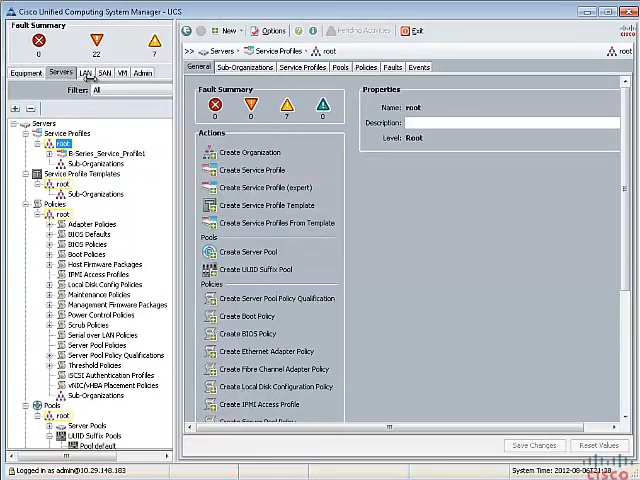 Cisco Unified Computing System Manager - UCS
Fault Summary
0 22 7
Equipment Servers LAN SAN VM Admin
Filter: All
Servers
Service Profiles
root
B-Series_Service_Profile1
Sub-Organizations
Service Profile Templates
root
Sub-Organizations
Policies
root
Adapter Policies
BIOS Defaults
BIOS Policies
Boot Policies
Host Firmware Packages
IPMI Access Profiles
Local Disk Config Policies
Maintenance Policies
Management Firmware Packages
Power Control Policies
Scrub Policies
Serial over LAN Policies
Server Pool Policies
Server Pool Policy Qualifications
Threshold Policies
iSCSI Authentication Profiles
vNIC/vHBA Placement Policies
Sub-Organizations
Pools
root
Server Pools
UUID Suffix Pools
Pool default
New Options Pending Activities Exit
>> Servers Service Profiles root
root
General Sub-Organizations Service Profiles Pools Policies Faults Events
Fault Summary
0 0 7 0
Actions
Create Organization
Create Service Profile
Create Service Profile (expert)
Create Service Profile Template
Create Service Profiles From Template
Pools
Create Server Pool
Create UUID Suffix Pool
Policies
Create Server Pool Policy Qualification
Create Boot Policy
Create BIOS Policy
Create Ethernet Adapter Policy
Create Fibre Channel Adapter Policy
Create Local Disk Configuration Policy
Create IPMI Access Profile
Properties
Name: root
Description:
Level: Root
Save Changes Reset Values
Logged in as admin@10.29.148.183
System Time: 2012-08-06T21:28
CISCO